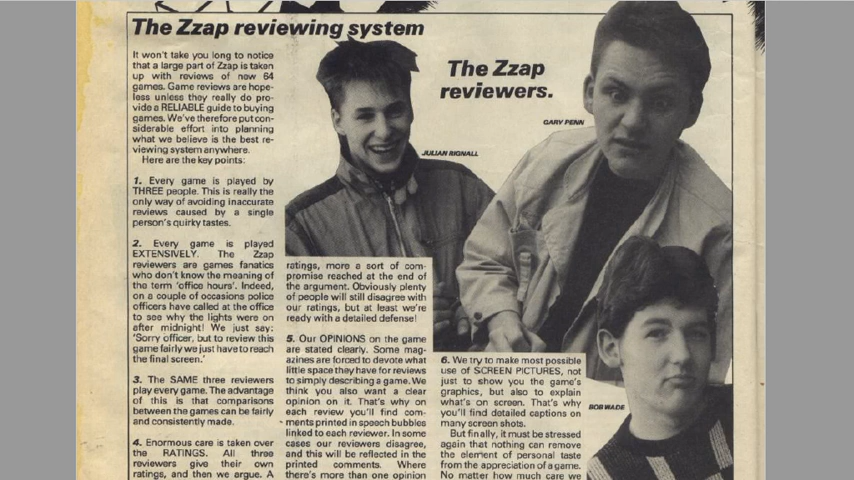 The Zzap reviewing system
It won't take you long to notice
that a large part of Zzap is taken
up with reviews of new 64
games. Game reviews are hope-
less unless they really do pro-
vide a RELIABLE guide to buying
games. We've therefore put con-
siderable effort into planning
what we believe is the best re-
viewing system anywhere.
Here are the key points:
1. Every game is played by
THREE people. This is really the
only way of avoiding inaccurate
reviews caused by a single
person's quirky tastes.
2. Every game is played
EXTENSIVELY. The Zzap
reviewers are games fanatics
who don't know the meaning of
the term 'office hours'. Indeed,
on a couple of occasions police
officers have called at the office
to see why the lights were on
after midnight! We just say:
'Sorry officer, but to review this
game fairly we just have to reach
the final screen.'
3. The SAME three reviewers
play every game. The advantage
of this is that comparisons
between the games can be fairly
and consistently made.
4. Enormous care is taken over
the RATINGS. All three
reviewers give their own
ratings, and then we argue. A
The Zzap
reviewers.
JULIAN RIGNALL
GARY PENN
ratings, more a sort of com-
promise reached at the end of
the argument. Obviously plenty
of people will still disagree with
our ratings, but at least we're
ready with a detailed defense!
5. Our OPINIONS on the game
are stated clearly. Some mag-
azines are forced to devote what
little space they have for reviews
to simply describing a game. We
think you also want a clear
opinion on it. That's why on
each review you'll find com-
ments printed in speech bubbles
linked to each reviewer. In some
cases our reviewers disagree,
and this will be reflected in the
printed comments. Where
there's more than one opinion
6. We try to make most possible
use of SCREEN PICTURES, not
just to show you the game's
graphics, but also to explain
what's on screen. That's why
you'll find detailed captions on
many screen shots.
But finally, it must be stressed
again that nothing can remove
the element of personal taste
from the appreciation of a game.
No matter how much care we
BOB WADE